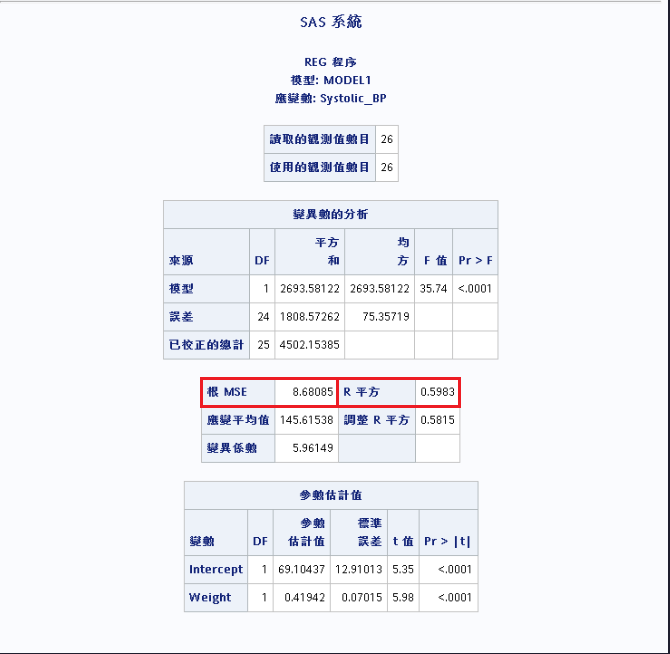 SAS 系統
REG 程序
模型: MODEL1
應變數: Systolic_BP
讀取的觀測值數目 26
使用的觀測值數目 26
變異數的分析
來源 DF 平方和 均方 F 值 Pr > F
模型 1 2693.58122 2693.58122 35.74 <.0001
誤差 24 1808.57262 75.35719
已校正的總計 25 4502.15385
根 MSE 8.68085 R 平方 0.5983
應變平均值 145.61538 調整 R 平方 0.5815
變異係數 5.96149
參數估計值
變數 DF 參數估計值 標準誤差 t 值 Pr > |t|
Intercept 1 69.10437 12.91013 5.35 <.0001
Weight 1 0.41942 0.07015 5.98 <.0001